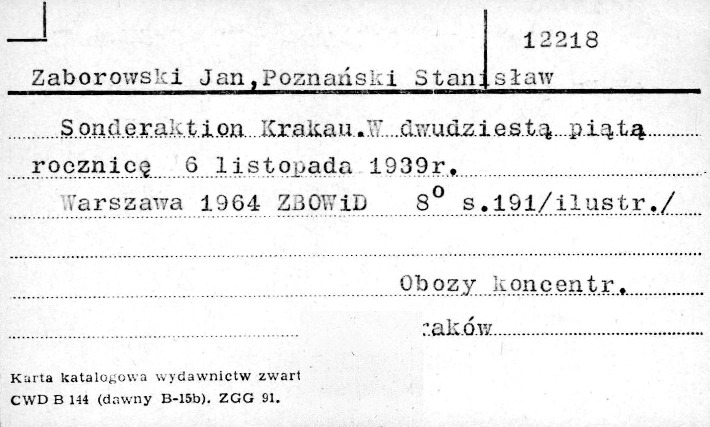 12218
Zaborowski Jan,Poznański Stanisław
Sonderaktion Krakau.W dwudziestą piątą
rocznicę 6 listopada 1939r.
Warszawa 1964 ZBOWiD 8° s.191/ilustr./
Obozy koncentr.
raków
Karta katalogowa wydawnictw zwart
CWD B 144 (dawny B-15b). ZGG 91.